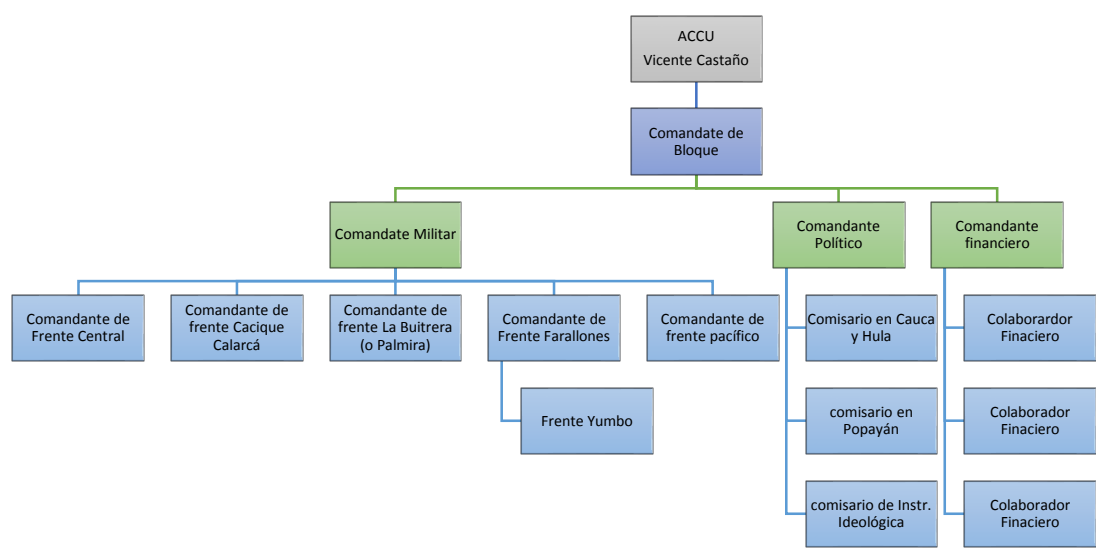 ACCU
Vicente Castaño
Comandate de
Bloque
Comandate Militar
Comandante
Político
Comandante
financiero
Comandante de
Frente Central
Comandante de
frente Cacique
Calarcá
Comandante de
frente La Buitrera
(o Palmira)
Comandante de
Frente Farallones
Comandante de
frente pacífico
Comisario en Cauca
y Hula
Colaborardor
Finaciero
Frente Yumbo
comisario en
Popayán
Colaborador
Finaciero
comisario de Instr.
Ideológica
Colaborador
Finaciero